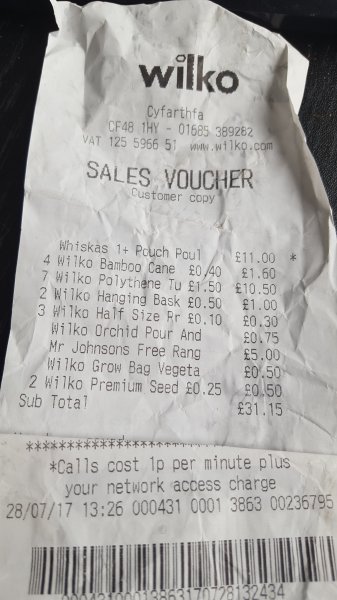 wilko
Cyfarthfa
CF48 1HY - 01685 389282
VAT 125 5966 51 www.wilko.com
SALES VOUCHER
Customer copy
Whiskas 1+ Pouch Poul £11.00 *
4 Wilko Bamboo Cane £0.40 £1.60
7 Wilko Polythene Tu £1.50 £10.50
2 Wilko Hanging Bask £0.50 £1.00
3 Wilko Half Size Rr £0.10 £0.30
Wilko Orchid Pour And £0.75
Mr Johnsons Free Rang £5.00
Wilko Grow Bag Vegeta £0.50
2 Wilko Premium Seed £0.25 £0.50
Sub Total £31.15
*Calls cost 1p per minute plus
your network access charge
28/07/17 13:26 000431 0001 3863 00236795